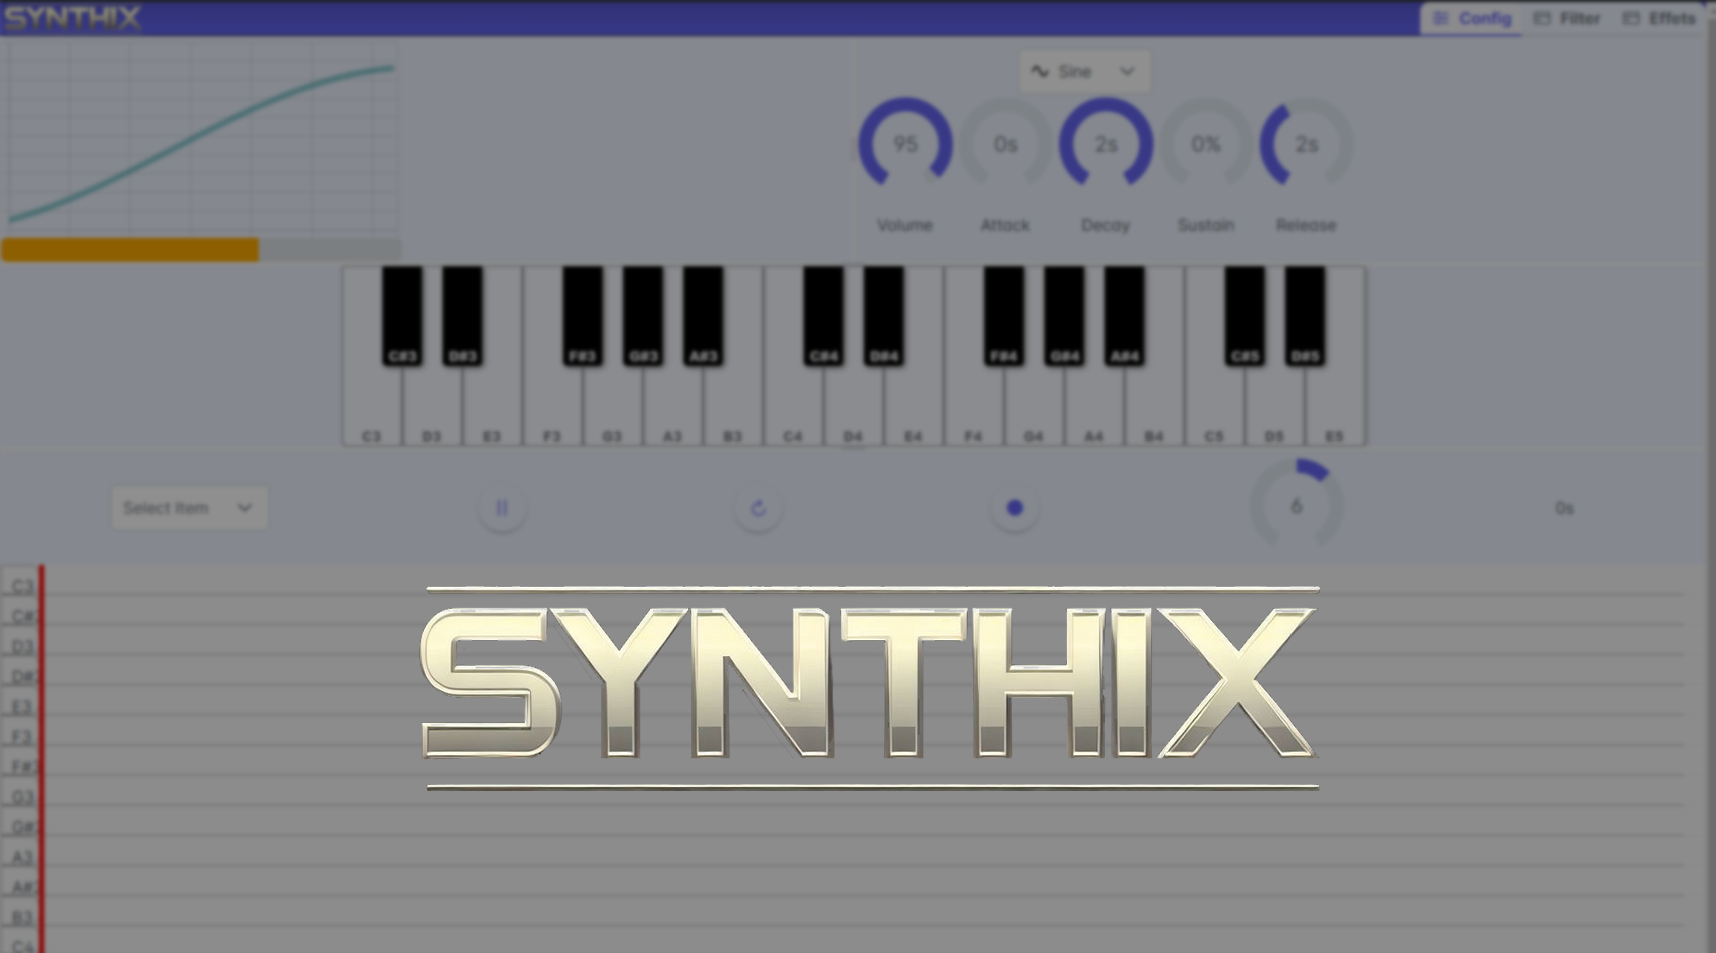 SYNTHIX
Config Filter Effets
Sine
95 0s 2s 0% 2s
Volume Attack Decay Sustain Release
C#3 D#3 F#3 G#3 A#3 C#4 D#4 F#4 G#4 A#4 C#5 D#5
C3 D3 E3 F3 G3 A3 B3 C4 D4 E4 F4 G4 A4 B4 C5 D5 E5
Select Item 6 0s
C3
C#
D3
D#
E3
F3
F#
G3
G#
A3
A#
B3
C4
SYNTHIX